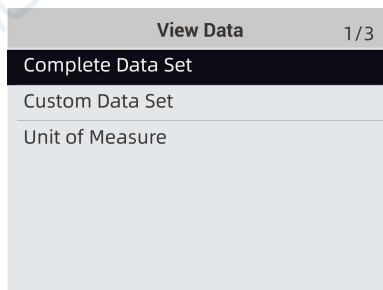 View Data 1/3
Complete Data Set
Custom Data Set
Unit of Measure